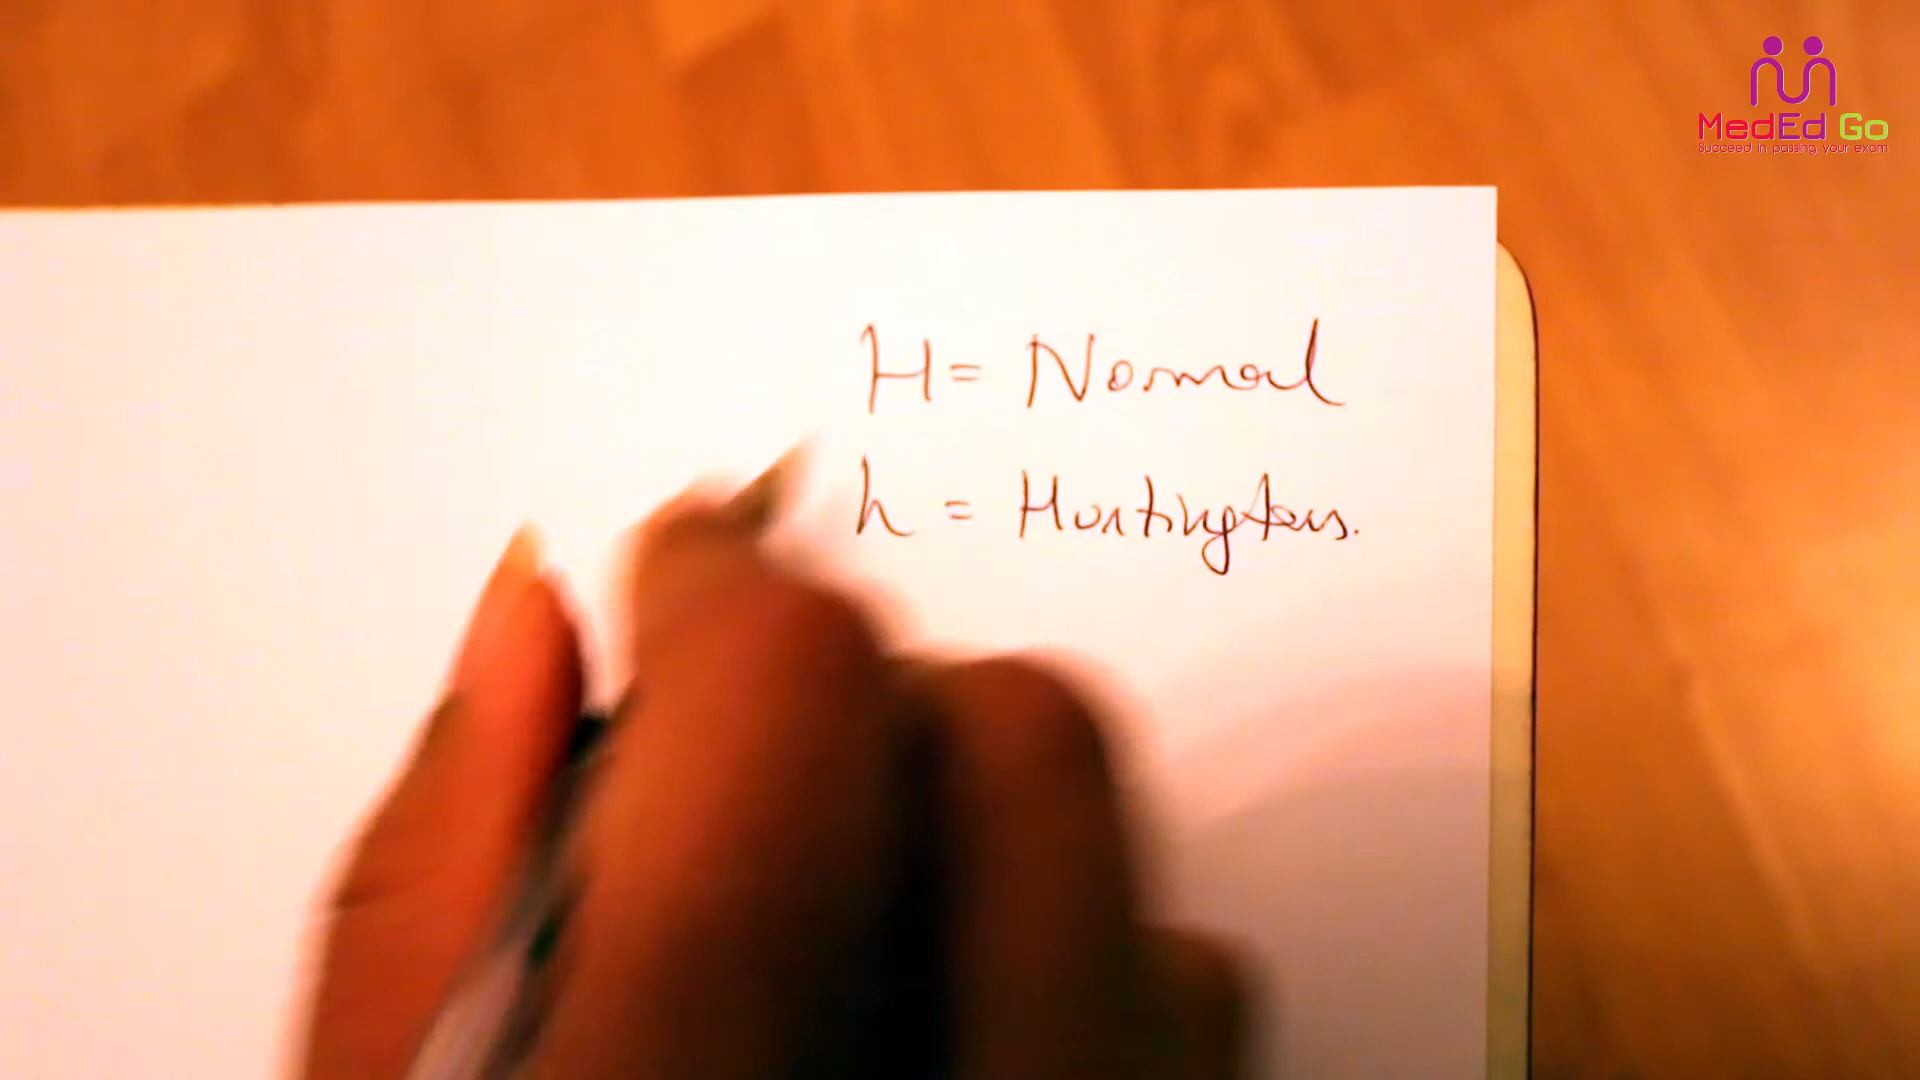 MedEd Go
Succeed in passing your exam
H = Normal
h = Huntingtons.